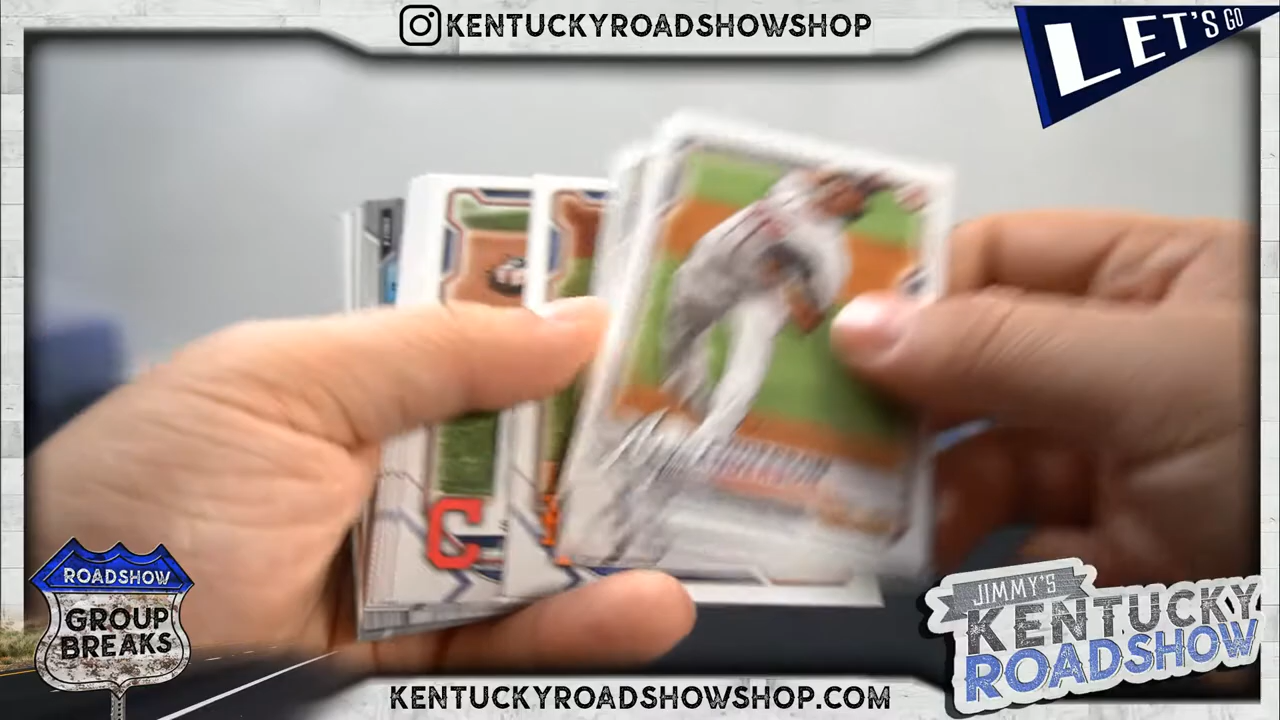 KENTUCKYROADSHOWSHOP
LET'S GO
C
ROADSHOW
GROUP
BREAKS
JIMMY'S
KENTUCKY
ROADSHOW
KENTUCKYROADSHOWSHOP.COM